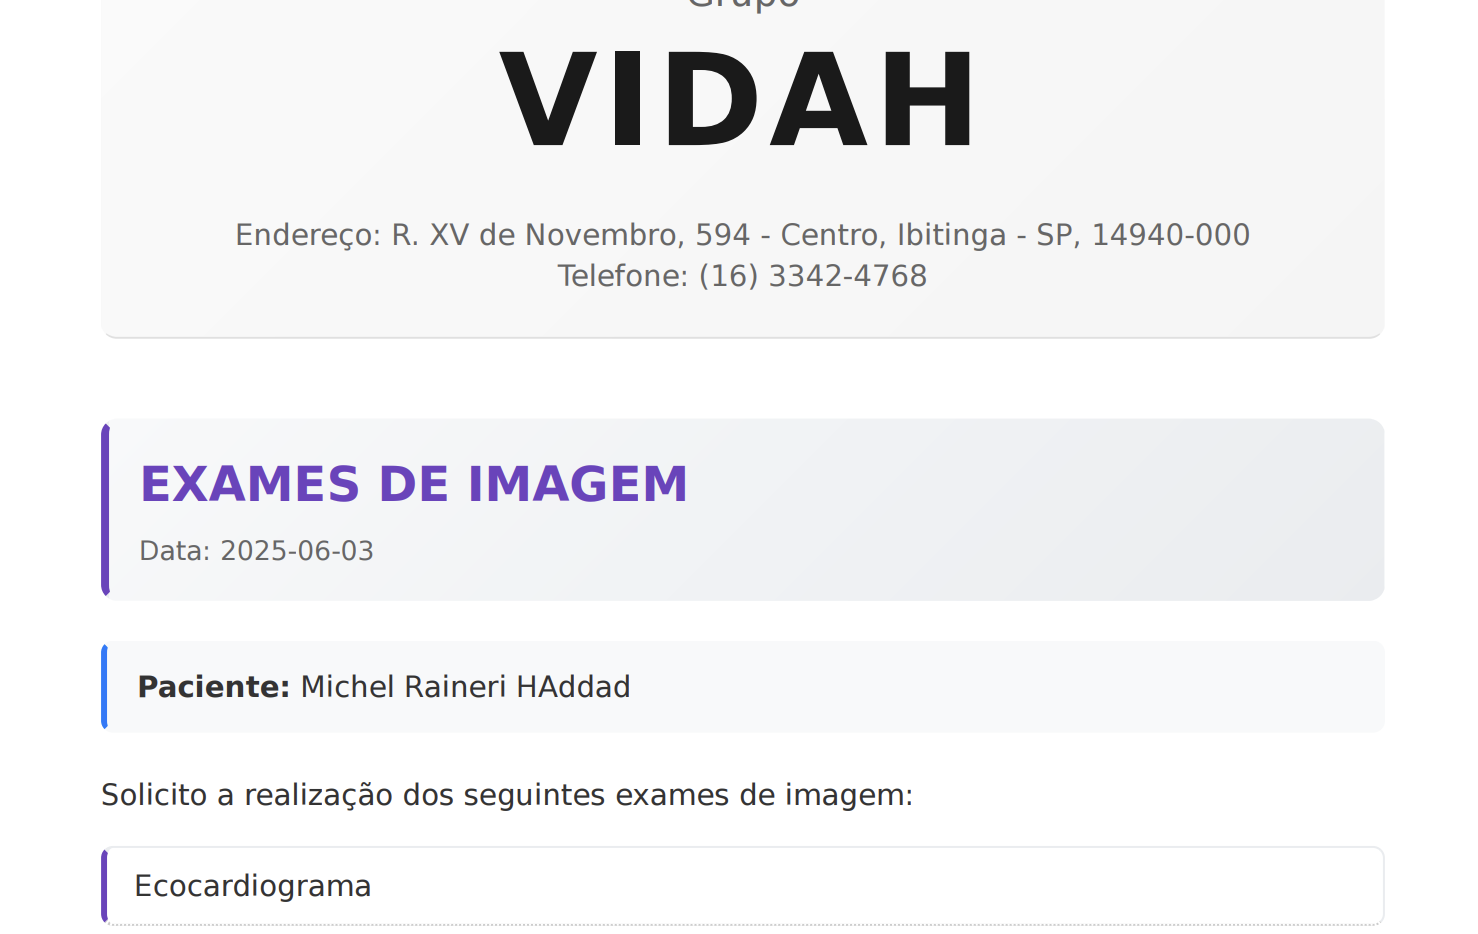 Grupo
VIDAH
Endereço: R. XV de Novembro, 594 - Centro, Ibitinga - SP, 14940-000
Telefone: (16) 3342-4768
EXAMES DE IMAGEM
Data: 2025-06-03
Paciente: Michel Raineri HAddad
Solicito a realização dos seguintes exames de imagem:
Ecocardiograma